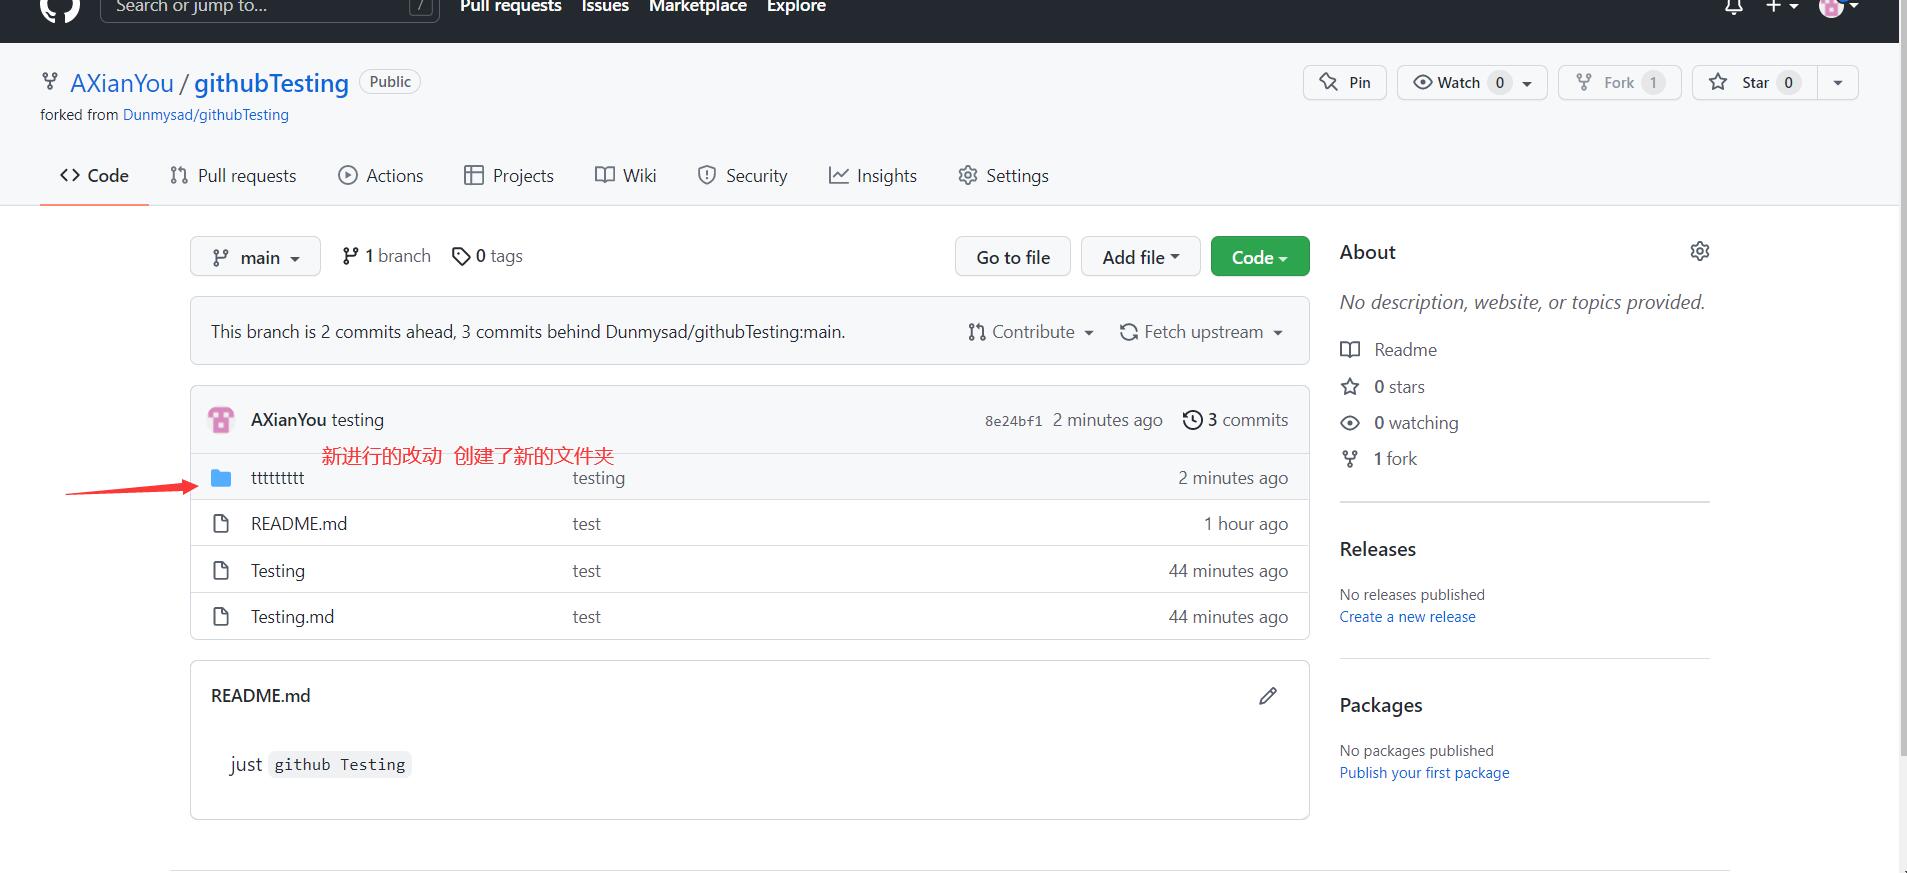 Search or jump to... /
Pull requests Issues Marketplace Explore
AXianYou / githubTesting Public
Pin Watch 0 Fork 1 Star 0
forked from Dunmysad/githubTesting
Code Pull requests Actions Projects Wiki Security Insights Settings
main 1 branch 0 tags Go to file Add file Code
This branch is 2 commits ahead, 3 commits behind Dunmysad/githubTesting:main. Contribute Fetch upstream
AXianYou testing 8e24bf1 2 minutes ago 3 commits
新进行的改动 创建了新的文件夹
ttttttttt testing 2 minutes ago
README.md test 1 hour ago
Testing test 44 minutes ago
Testing.md test 44 minutes ago
README.md
just github Testing
About
No description, website, or topics provided.
Readme
0 stars
0 watching
1 fork
Releases
No releases published
Create a new release
Packages
No packages published
Publish your first package